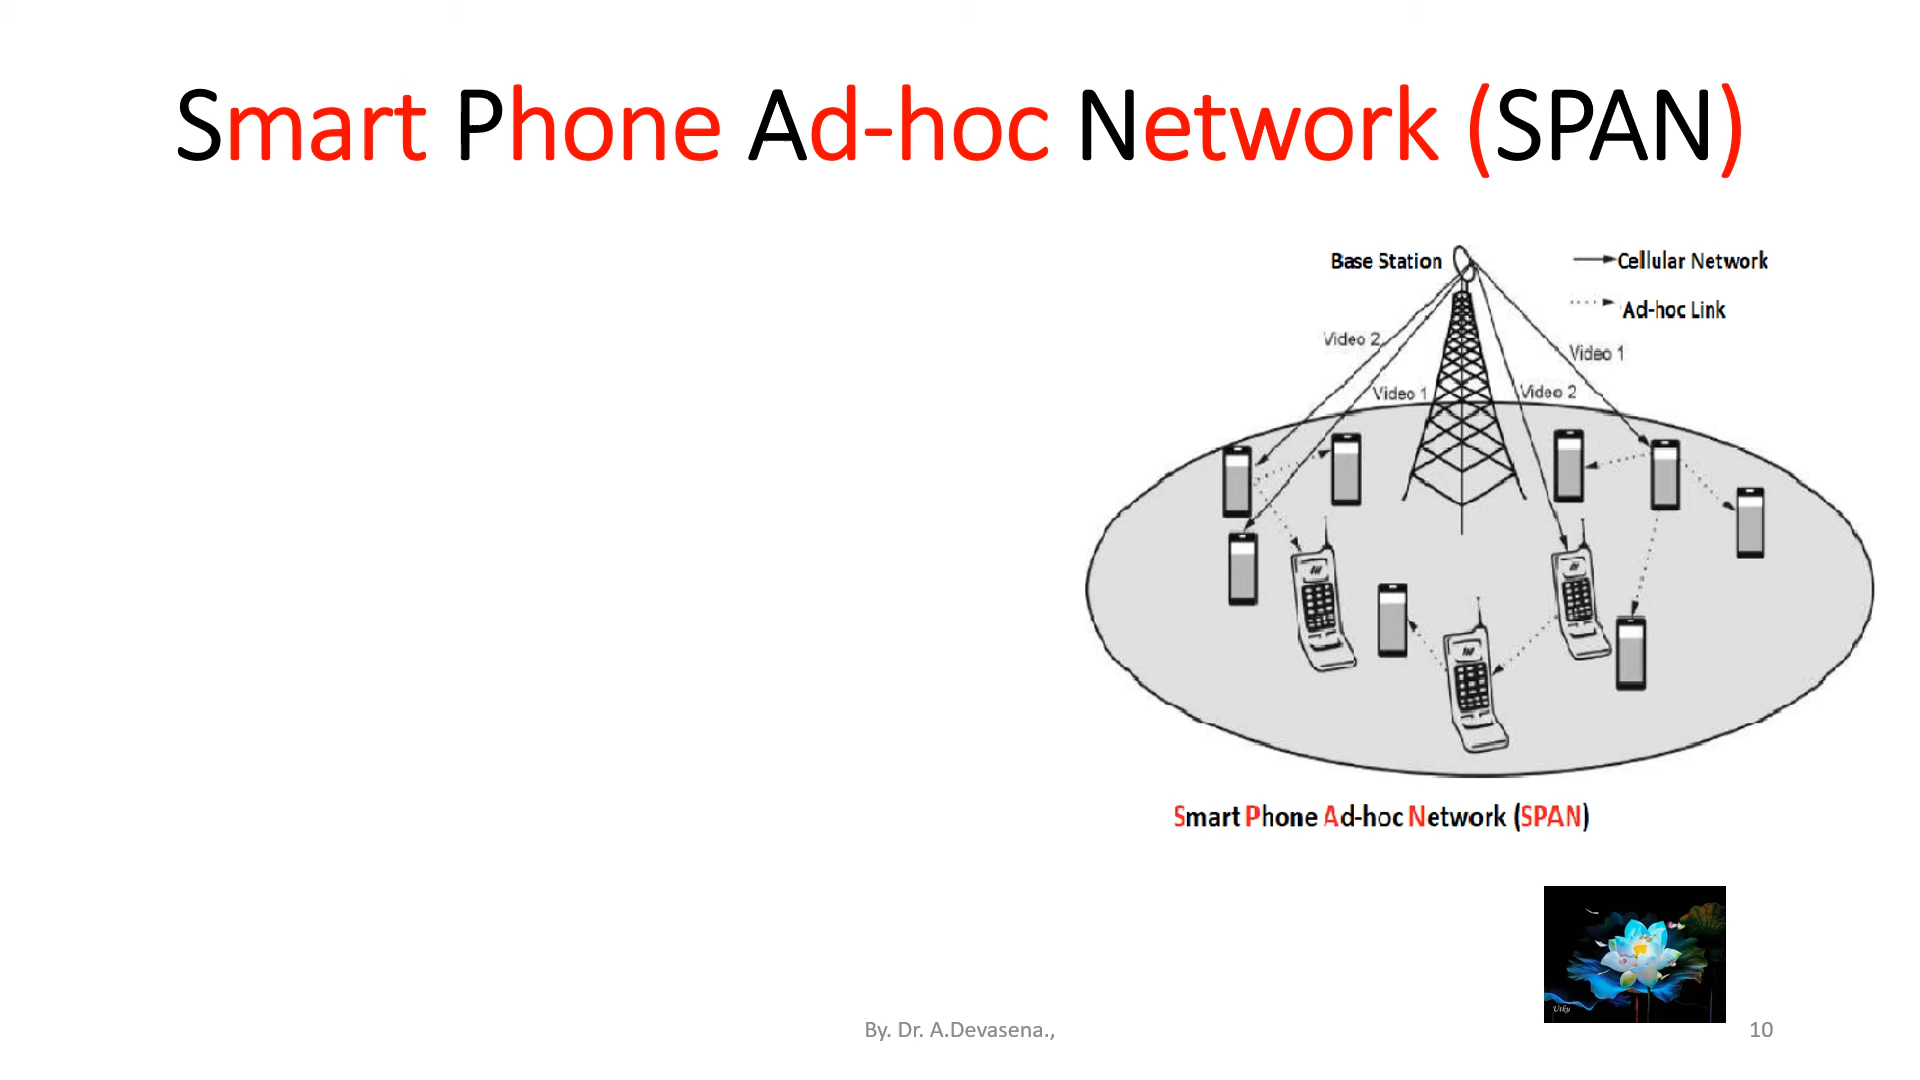 Smart Phone Ad-hoc Network (SPAN)
Base Station
Cellular Network
Ad-hoc Link
Video 2
Video 1
Video 1
Video 2
Smart Phone Ad-hoc Network (SPAN)
Utky
By. Dr. A.Devasena.,
10